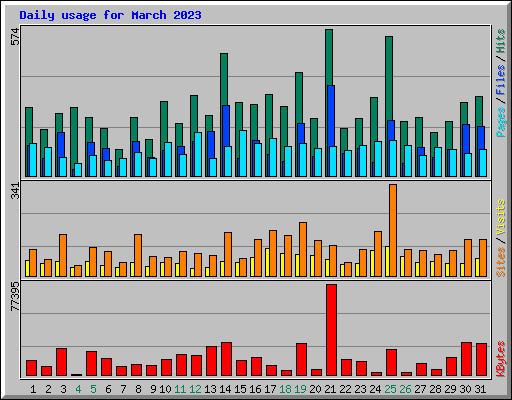 Daily usage for March 2023
574
341
77395
Pages / Files / Hits
Sites / Visits
KBytes
1 2 3 4 5 6 7 8 9 10 11 12 13 14 15 16 17 18 19 20 21 22 23 24 25 26 27 28 29 30 31